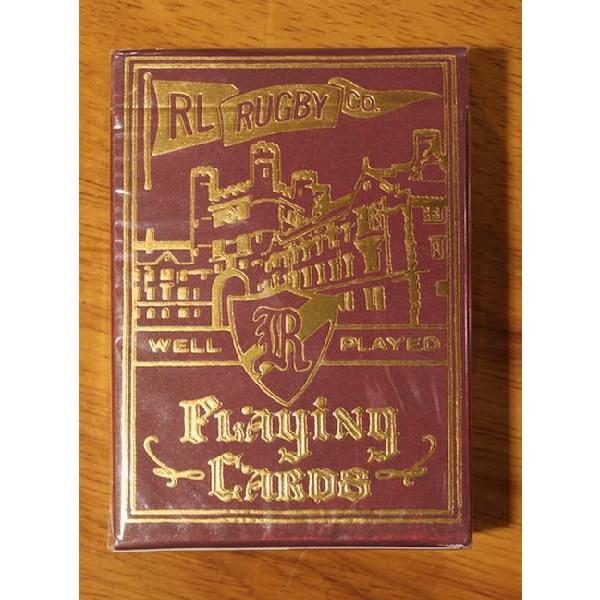 RL RUGBY CO.
R
WELL PLAYED
PLAYING
CARDS